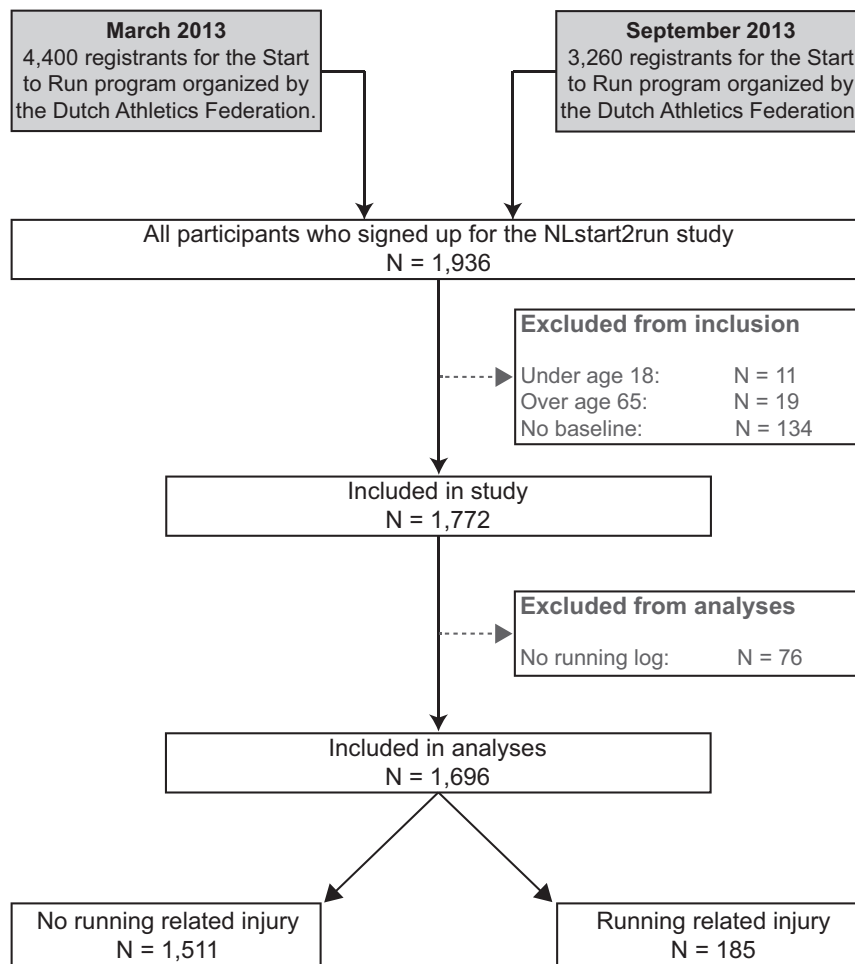 March 2013
4,400 registrants for the Start
to Run program organized by
the Dutch Athletics Federation.
September 2013
3,260 registrants for the Start
to Run program organized by
the Dutch Athletics Federation
All participants who signed up for the NLstart2run study
N = 1,936
Excluded from inclusion
Under age 18: N = 11
Over age 65: N = 19
No baseline: N = 134
Included in study
N = 1,772
Excluded from analyses
No running log: N = 76
Included in analyses
N = 1,696
No running related injury
N = 1,511
Running related injury
N = 185